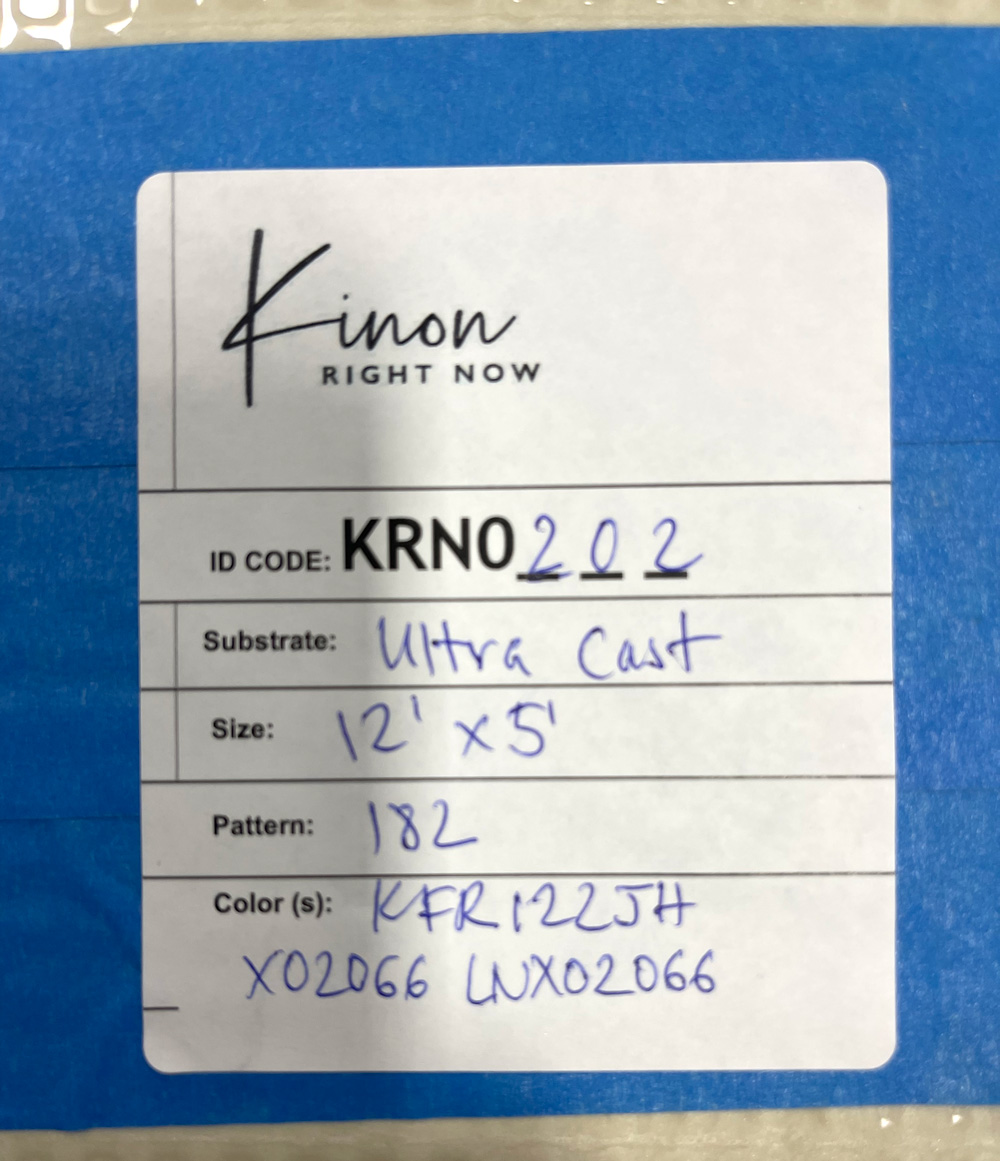 Kinon
RIGHT NOW
ID CODE: KRN0202
Substrate: Ultra Cast
Size: 12' x 5'
Pattern: 182
Color (s): KFR122JH
X02066 LNX02066